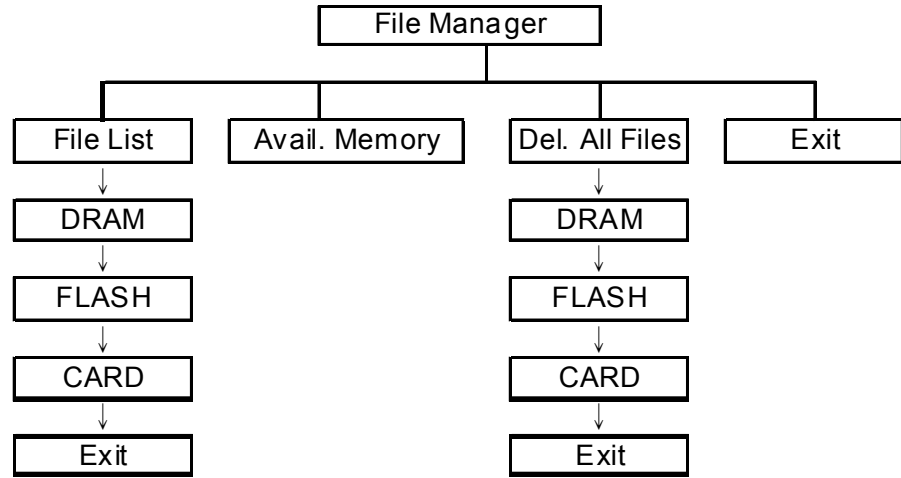 File Manager
File List
Avail. Memory
Del. All Files
Exit
DRAM
DRAM
FLASH
FLASH
CARD
CARD
Exit
Exit